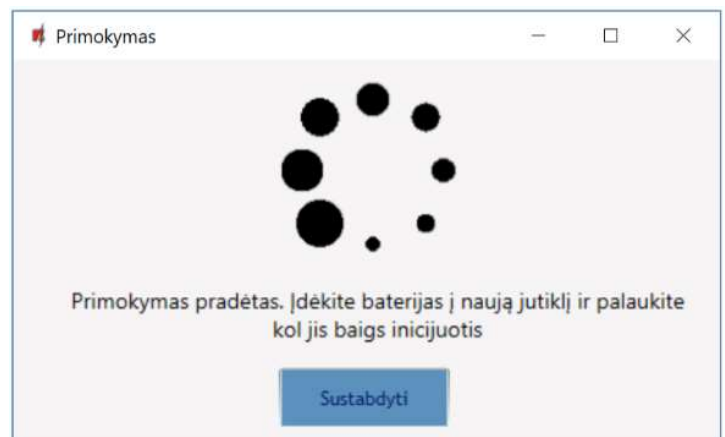 Primokymas
Primokymas pradėtas. Įdėkite baterijas į naują jutiklį ir palaukite
kol jis baigs inicijuotis
Sustabdyti